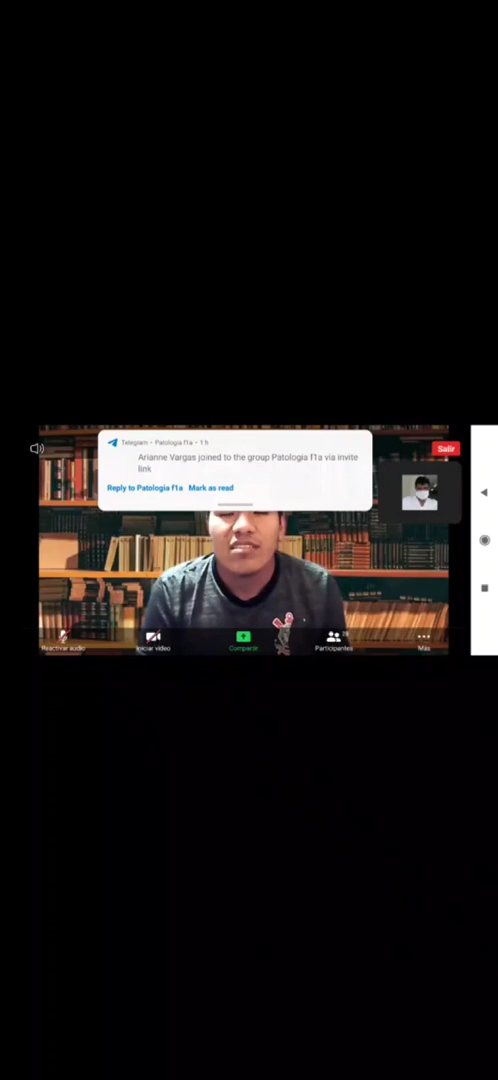 Telegram • Patologia f1a • 1 h
Arianne Vargas joined to the group Patologia f1a via invite
link
Reply to Patologia f1a Mark as read
Salir
Reactivar audio Iniciar video Compartir Participantes Más